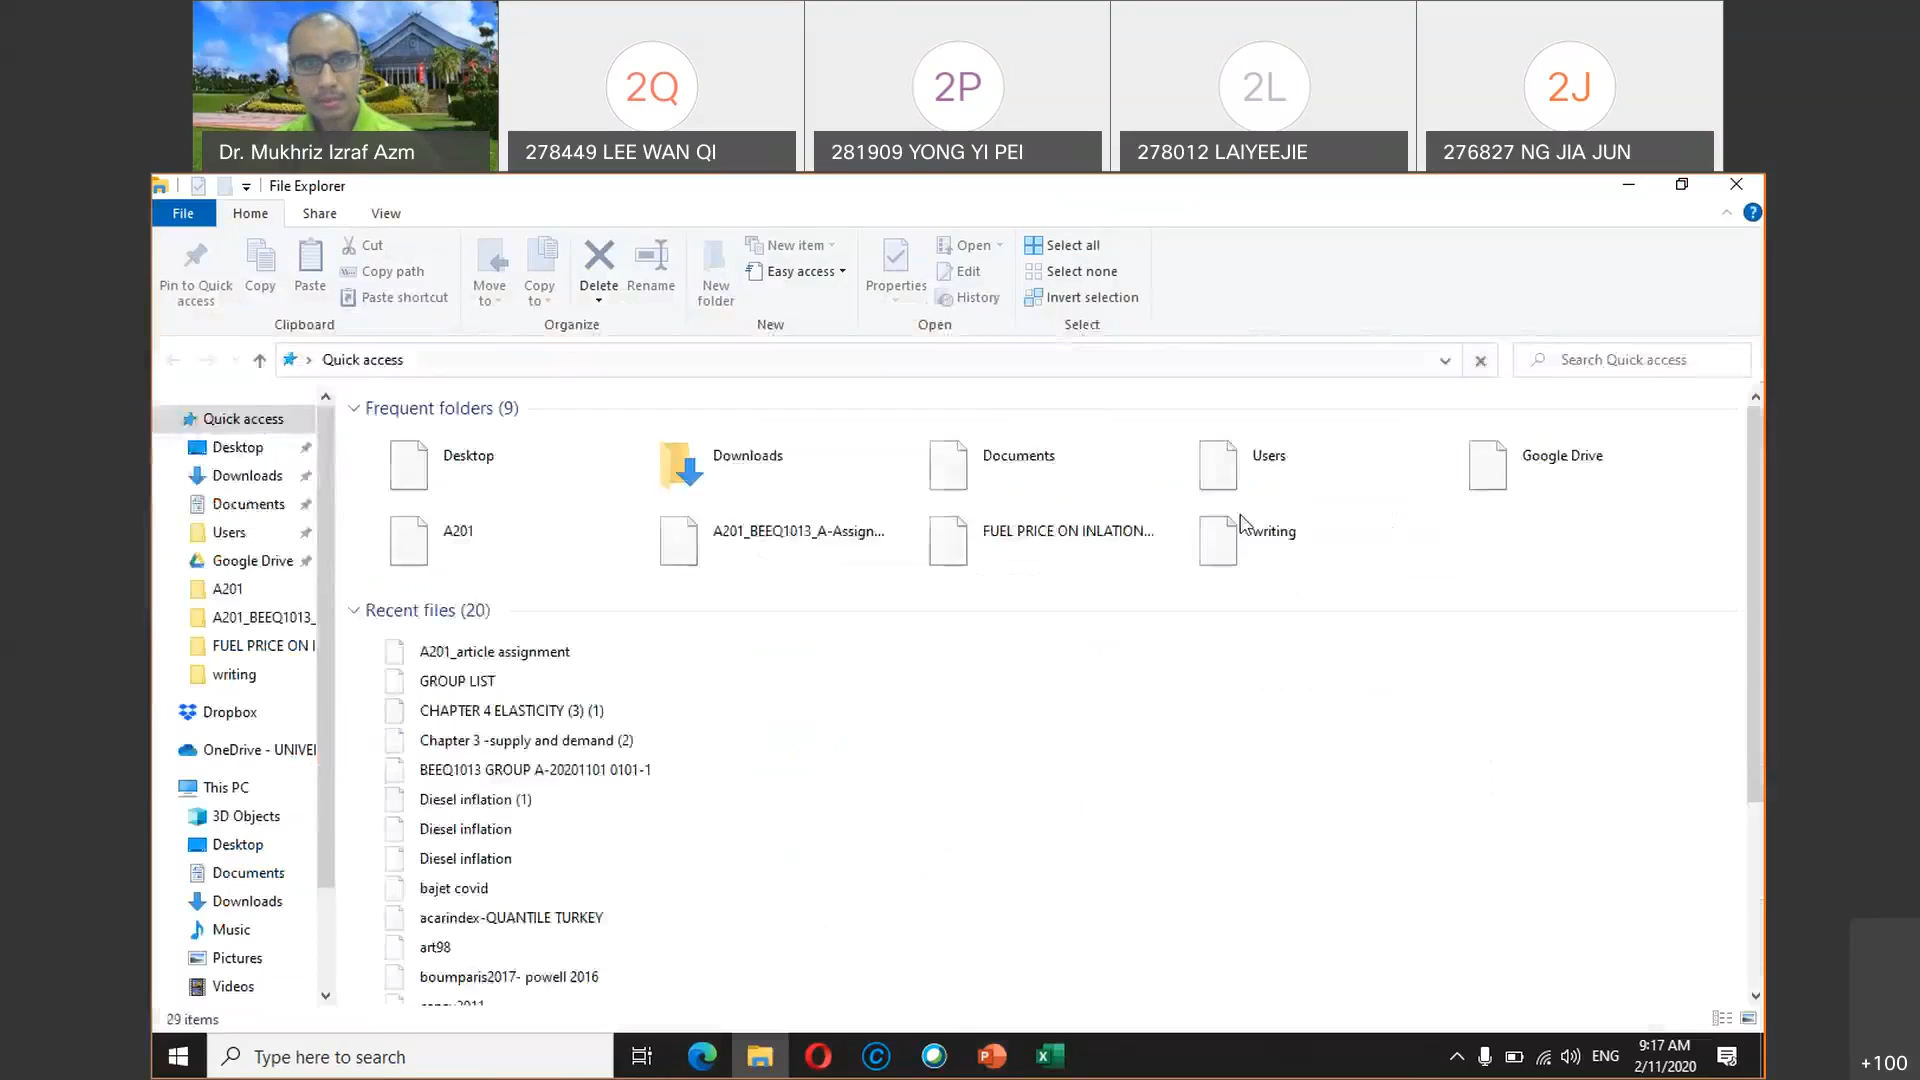 Dr. Mukhriz Izraf Azm
2Q
278449 LEE WAN QI
2P
281909 YONG YI PEI
2L
278012 LAIYEEJIE
2J
276827 NG JIA JUN
File Explorer
File Home Share View
Pin to Quick access
Copy
Paste
Cut
Copy path
Paste shortcut
Clipboard
Move to
Copy to
Delete
Rename
Organize
New folder
New item
Easy access
New
Properties
Open
Edit
History
Open
Select all
Select none
Invert selection
Select
Quick access
Search Quick access
Quick access
Desktop
Downloads
Documents
Users
Google Drive
A201
A201_BEEQ1013_
FUEL PRICE ON I
writing
Dropbox
OneDrive - UNIVEI
This PC
3D Objects
Desktop
Documents
Downloads
Music
Pictures
Videos
Frequent folders (9)
Desktop
Downloads
Documents
Users
Google Drive
A201
A201_BEEQ1013_A-Assign...
FUEL PRICE ON INLATION...
writing
Recent files (20)
A201_article assignment
GROUP LIST
CHAPTER 4 ELASTICITY (3) (1)
Chapter 3 -supply and demand (2)
BEEQ1013 GROUP A-20201101 0101-1
Diesel inflation (1)
Diesel inflation
Diesel inflation
bajet covid
acarindex-QUANTILE TURKEY
art98
boumparis2017- powell 2016
29 items
Type here to search
ENG
9:17 AM
2/11/2020
+100